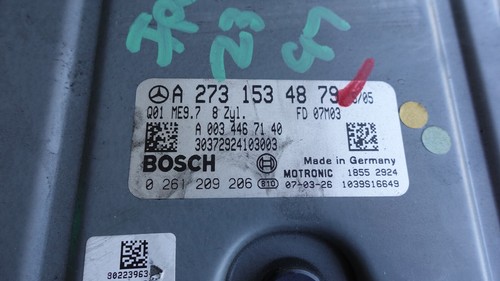 A 273 153 48 79
Q01 ME9.7 8 Zyl. FD 07M03
A 003 446 71 40
30372924103003
BOSCH Made in Germany
MOTRONIC 1855 2924
0 261 209 206 810 07-03-26 1039S16649
80223963